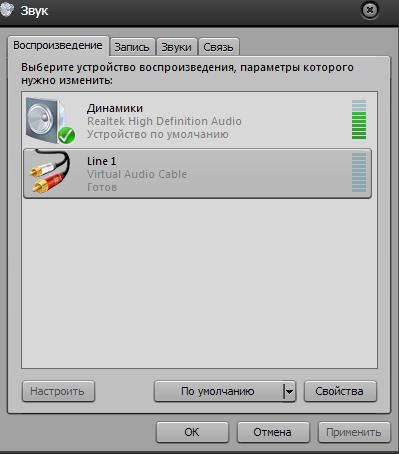 Звук
Воспроизведение Запись Звуки Связь
Выберите устройство воспроизведения, параметры которого
нужно изменить:
Динамики
Realtek High Definition Audio
Устройство по умолчанию
Line 1
Virtual Audio Cable
Готов
Настроить По умолчанию Свойства
OK Отмена Применить